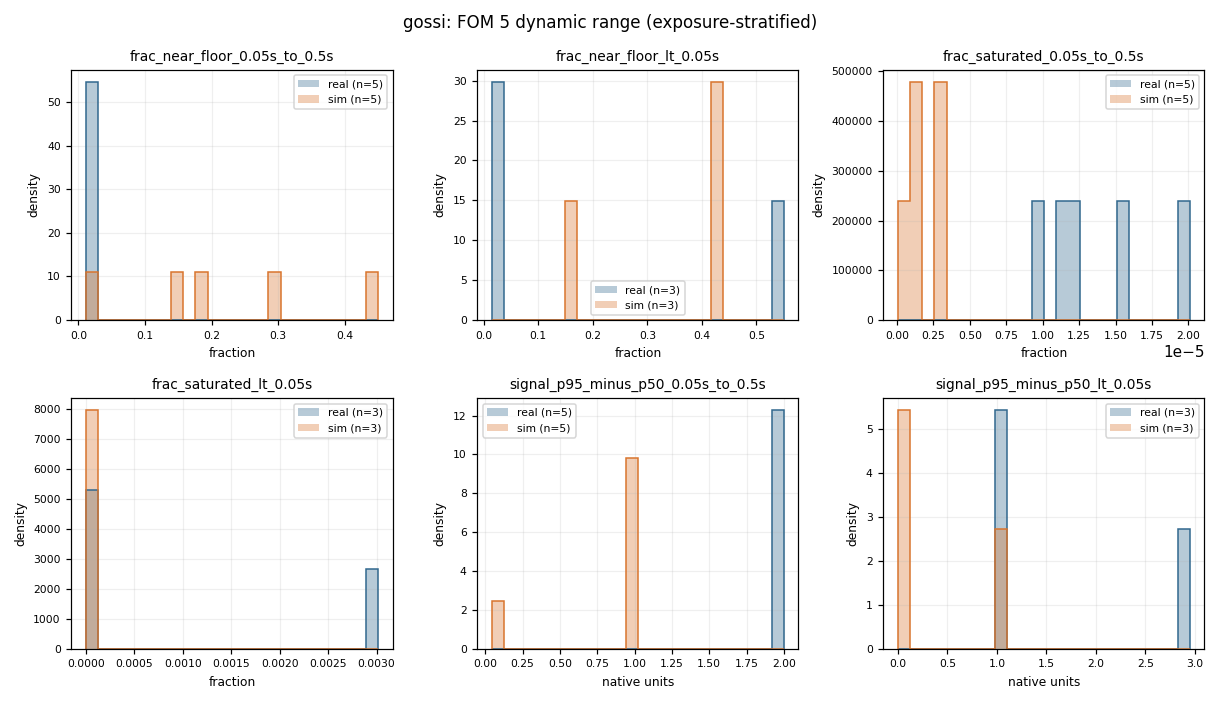 gossi: FOM 5 dynamic range (exposure-stratified)
frac_near_floor_0.05s_to_0.5s
density
50
40
30
20
10
0
0.0 0.1 0.2 0.3 0.4
fraction
real (n=5)
sim (n=5)
frac_near_floor_lt_0.05s
density
30
25
20
15
10
5
0
0.0 0.1 0.2 0.3 0.4 0.5
fraction
real (n=3)
sim (n=3)
frac_saturated_0.05s_to_0.5s
density
500000
400000
300000
200000
100000
0
0.00 0.25 0.50 0.75 1.00 1.25 1.50 1.75 2.00
fraction
1e−5
real (n=5)
sim (n=5)
frac_saturated_lt_0.05s
density
8000
7000
6000
5000
4000
3000
2000
1000
0
0.0000 0.0005 0.0010 0.0015 0.0020 0.0025 0.0030
fraction
real (n=3)
sim (n=3)
signal_p95_minus_p50_0.05s_to_0.5s
density
12
10
8
6
4
2
0
0.00 0.25 0.50 0.75 1.00 1.25 1.50 1.75 2.00
native units
real (n=5)
sim (n=5)
signal_p95_minus_p50_lt_0.05s
density
5
4
3
2
1
0
0.0 0.5 1.0 1.5 2.0 2.5 3.0
native units
real (n=3)
sim (n=3)